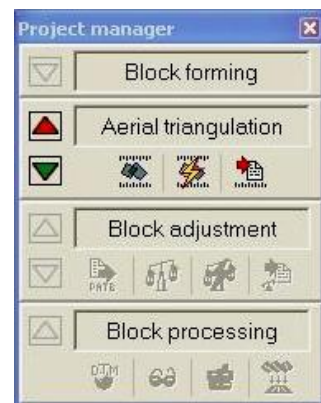 Project manager
Block forming
Aerial triangulation
Block adjustment
PATB
Block processing
DTM